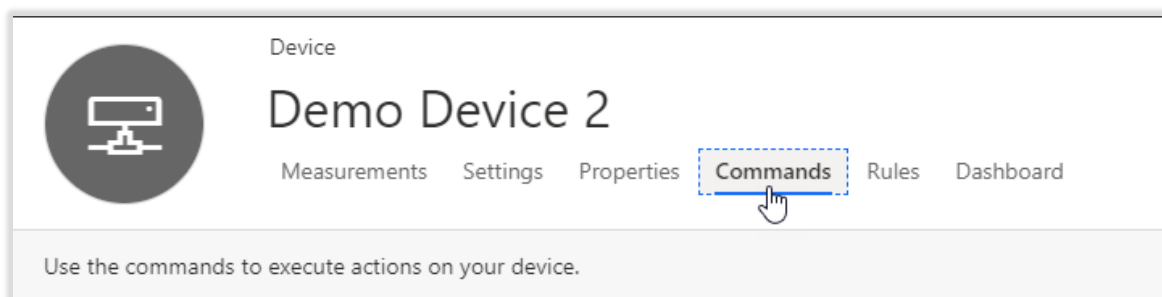 Device
Demo Device 2
Measurements Settings Properties Commands Rules Dashboard
Use the commands to execute actions on your device.